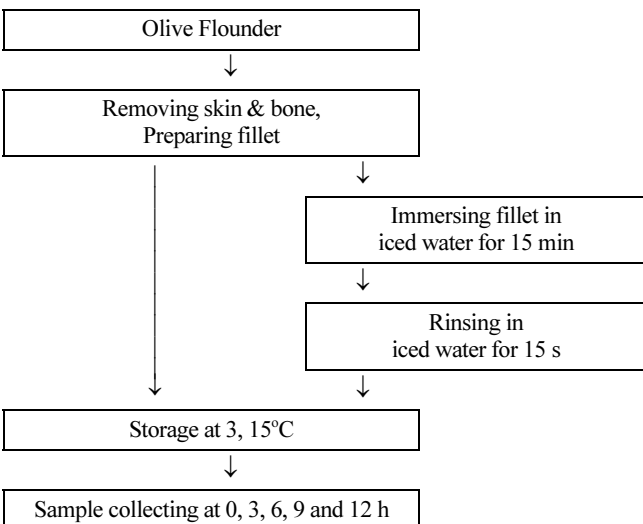 Olive Flounder
Removing skin & bone,
Preparing fillet
Immersing fillet in
iced water for 15 min
Rinsing in
iced water for 15 s
Storage at 3, 15°C
Sample collecting at 0, 3, 6, 9 and 12 h